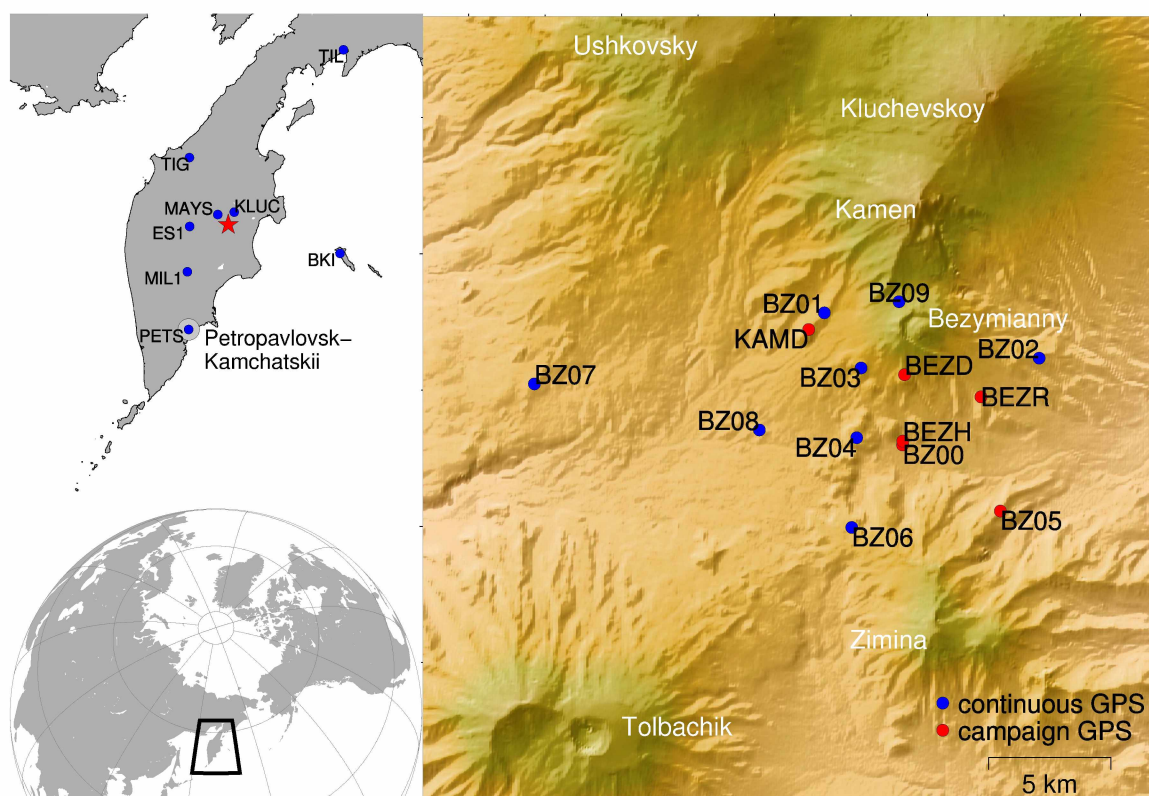 TIL
TIG
MAYS
KLUC
ES1
BKI
MIL1
PETS
Petropavlovsk–
Kamchatskii
Ushkovsky
Kluchevskoy
Kamen
BZ01
BZ09
Bezymianny
KAMD
BZ02
BZ03
BEZD
BZ07
BEZR
BZ08
BEZH
BZ04
BZ00
BZ05
BZ06
Zimina
Tolbachik
continuous GPS
campaign GPS
5 km